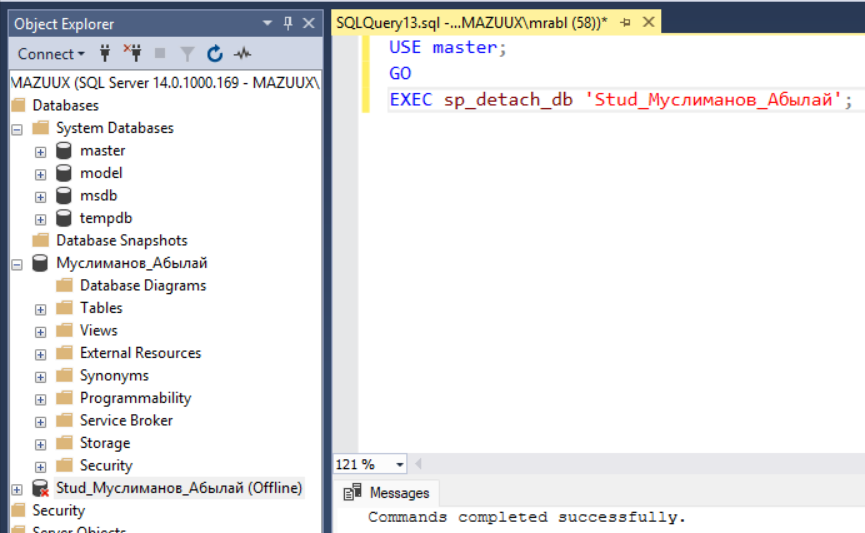 Object Explorer
Connect
MAZUUX (SQL Server 14.0.1000.169 - MAZUUX\
Databases
System Databases
master
model
msdb
tempdb
Database Snapshots
Муслиманов_Абылай
Database Diagrams
Tables
Views
External Resources
Synonyms
Programmability
Service Broker
Storage
Security
Stud_Муслиманов_Абылай (Offline)
Security
Server Objects
SQLQuery13.sql -...MAZUUX\mrabl (58))*
USE master;
GO
EXEC sp_detach_db 'Stud_Муслиманов_Абылай';
121 %
Messages
Commands completed successfully.